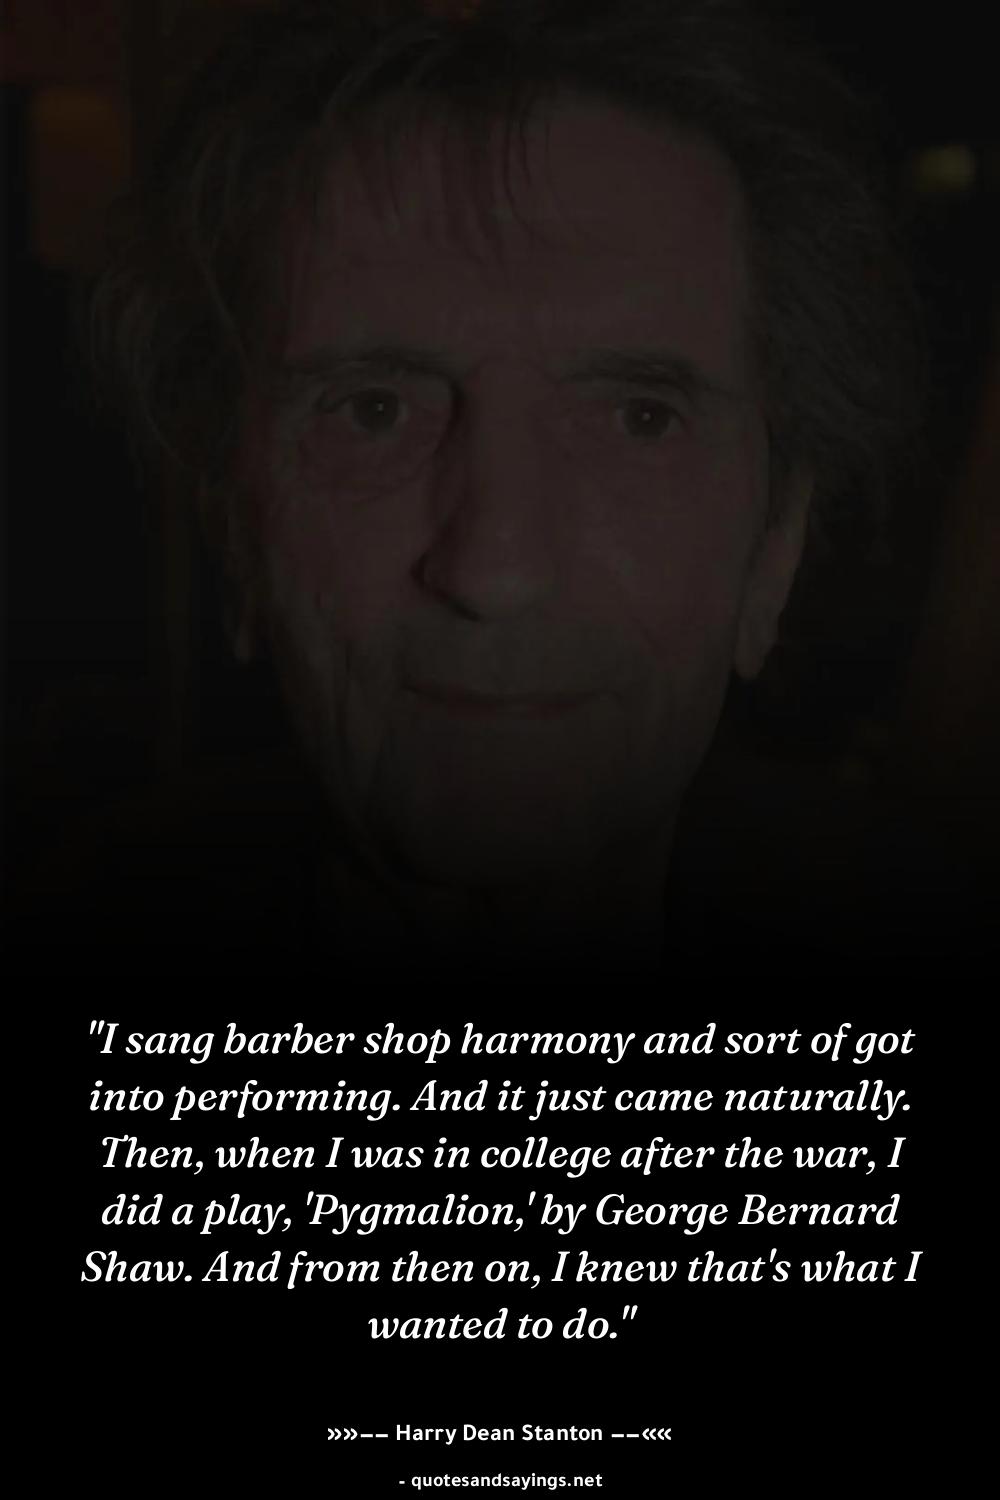 "I sang barber shop harmony and sort of got
into performing. And it just came naturally.
Then, when I was in college after the war, I
did a play, 'Pygmalion,' by George Bernard
Shaw. And from then on, I knew that's what I
wanted to do."
»»−− Harry Dean Stanton −−««
- quotesandsayings.net